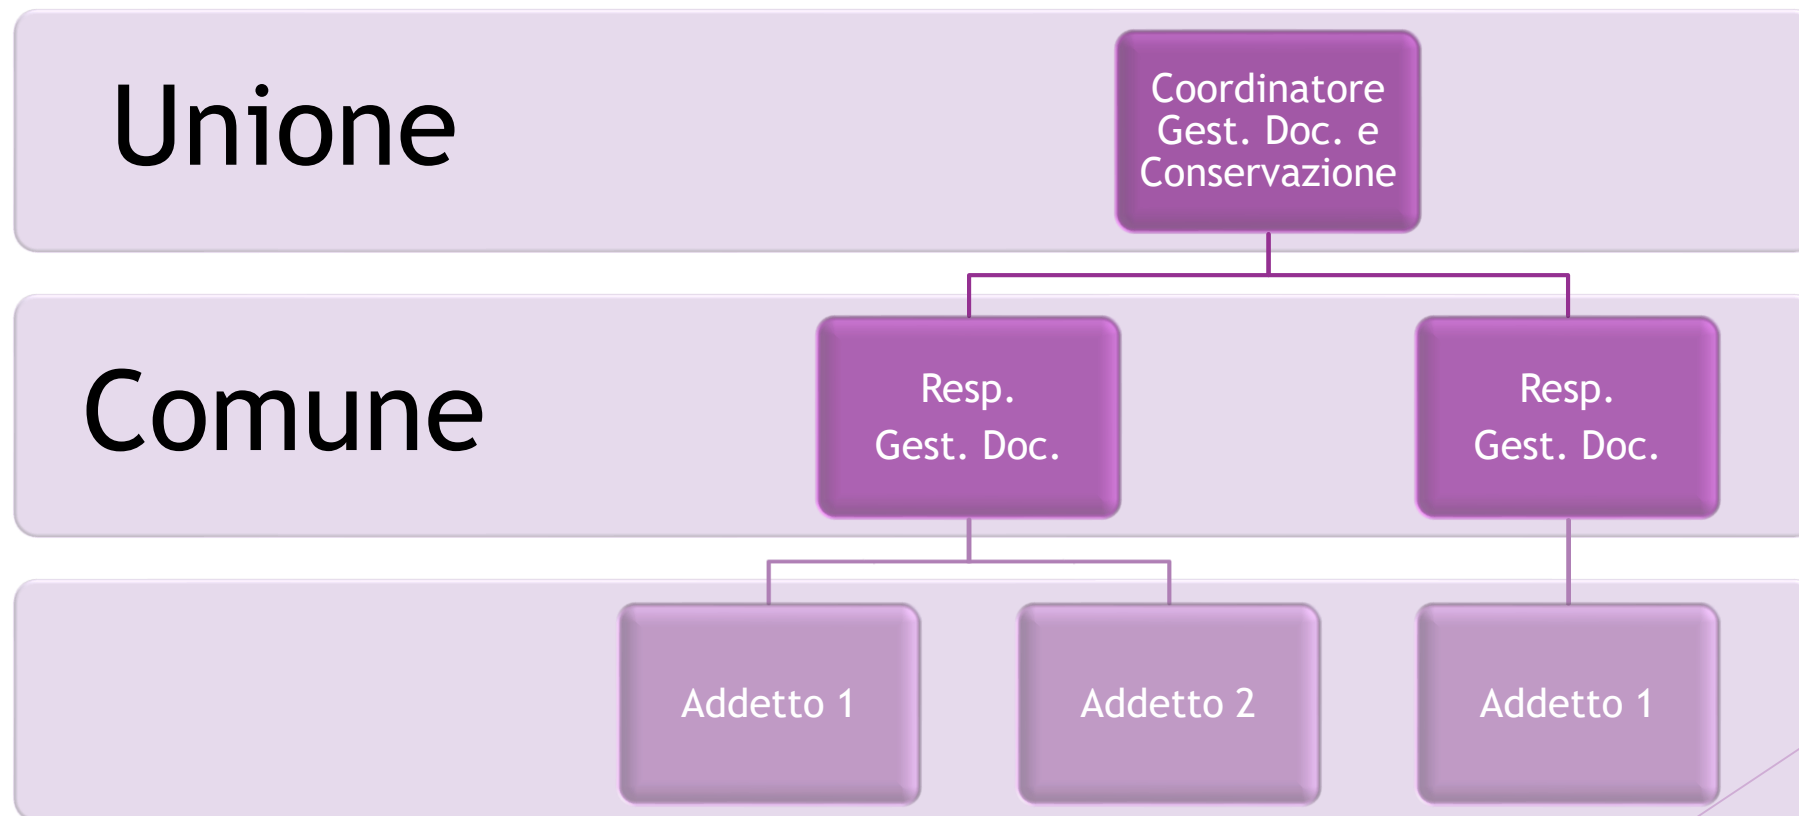 Unione
Coordinatore
Gest. Doc. e
Conservazione
Comune
Resp.
Gest. Doc.
Resp.
Gest. Doc.
Addetto 1
Addetto 2
Addetto 1